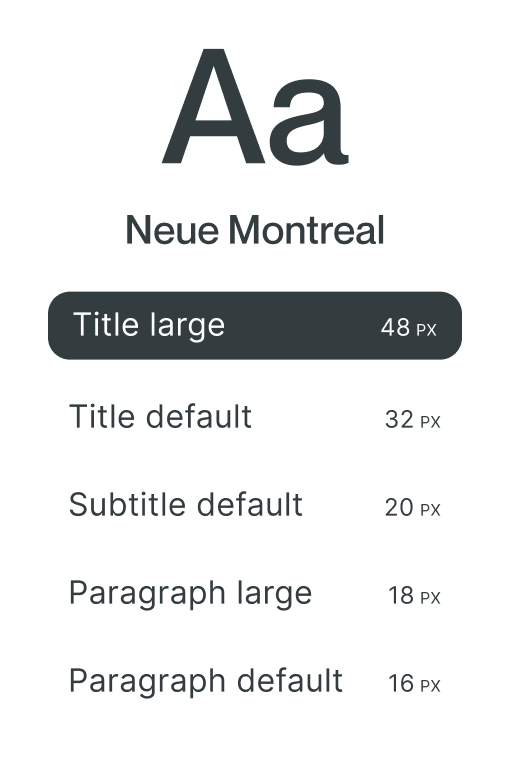 Aa
Neue Montreal
Title large 48 PX
Title default 32 PX
Subtitle default 20 PX
Paragraph large 18 PX
Paragraph default 16 PX